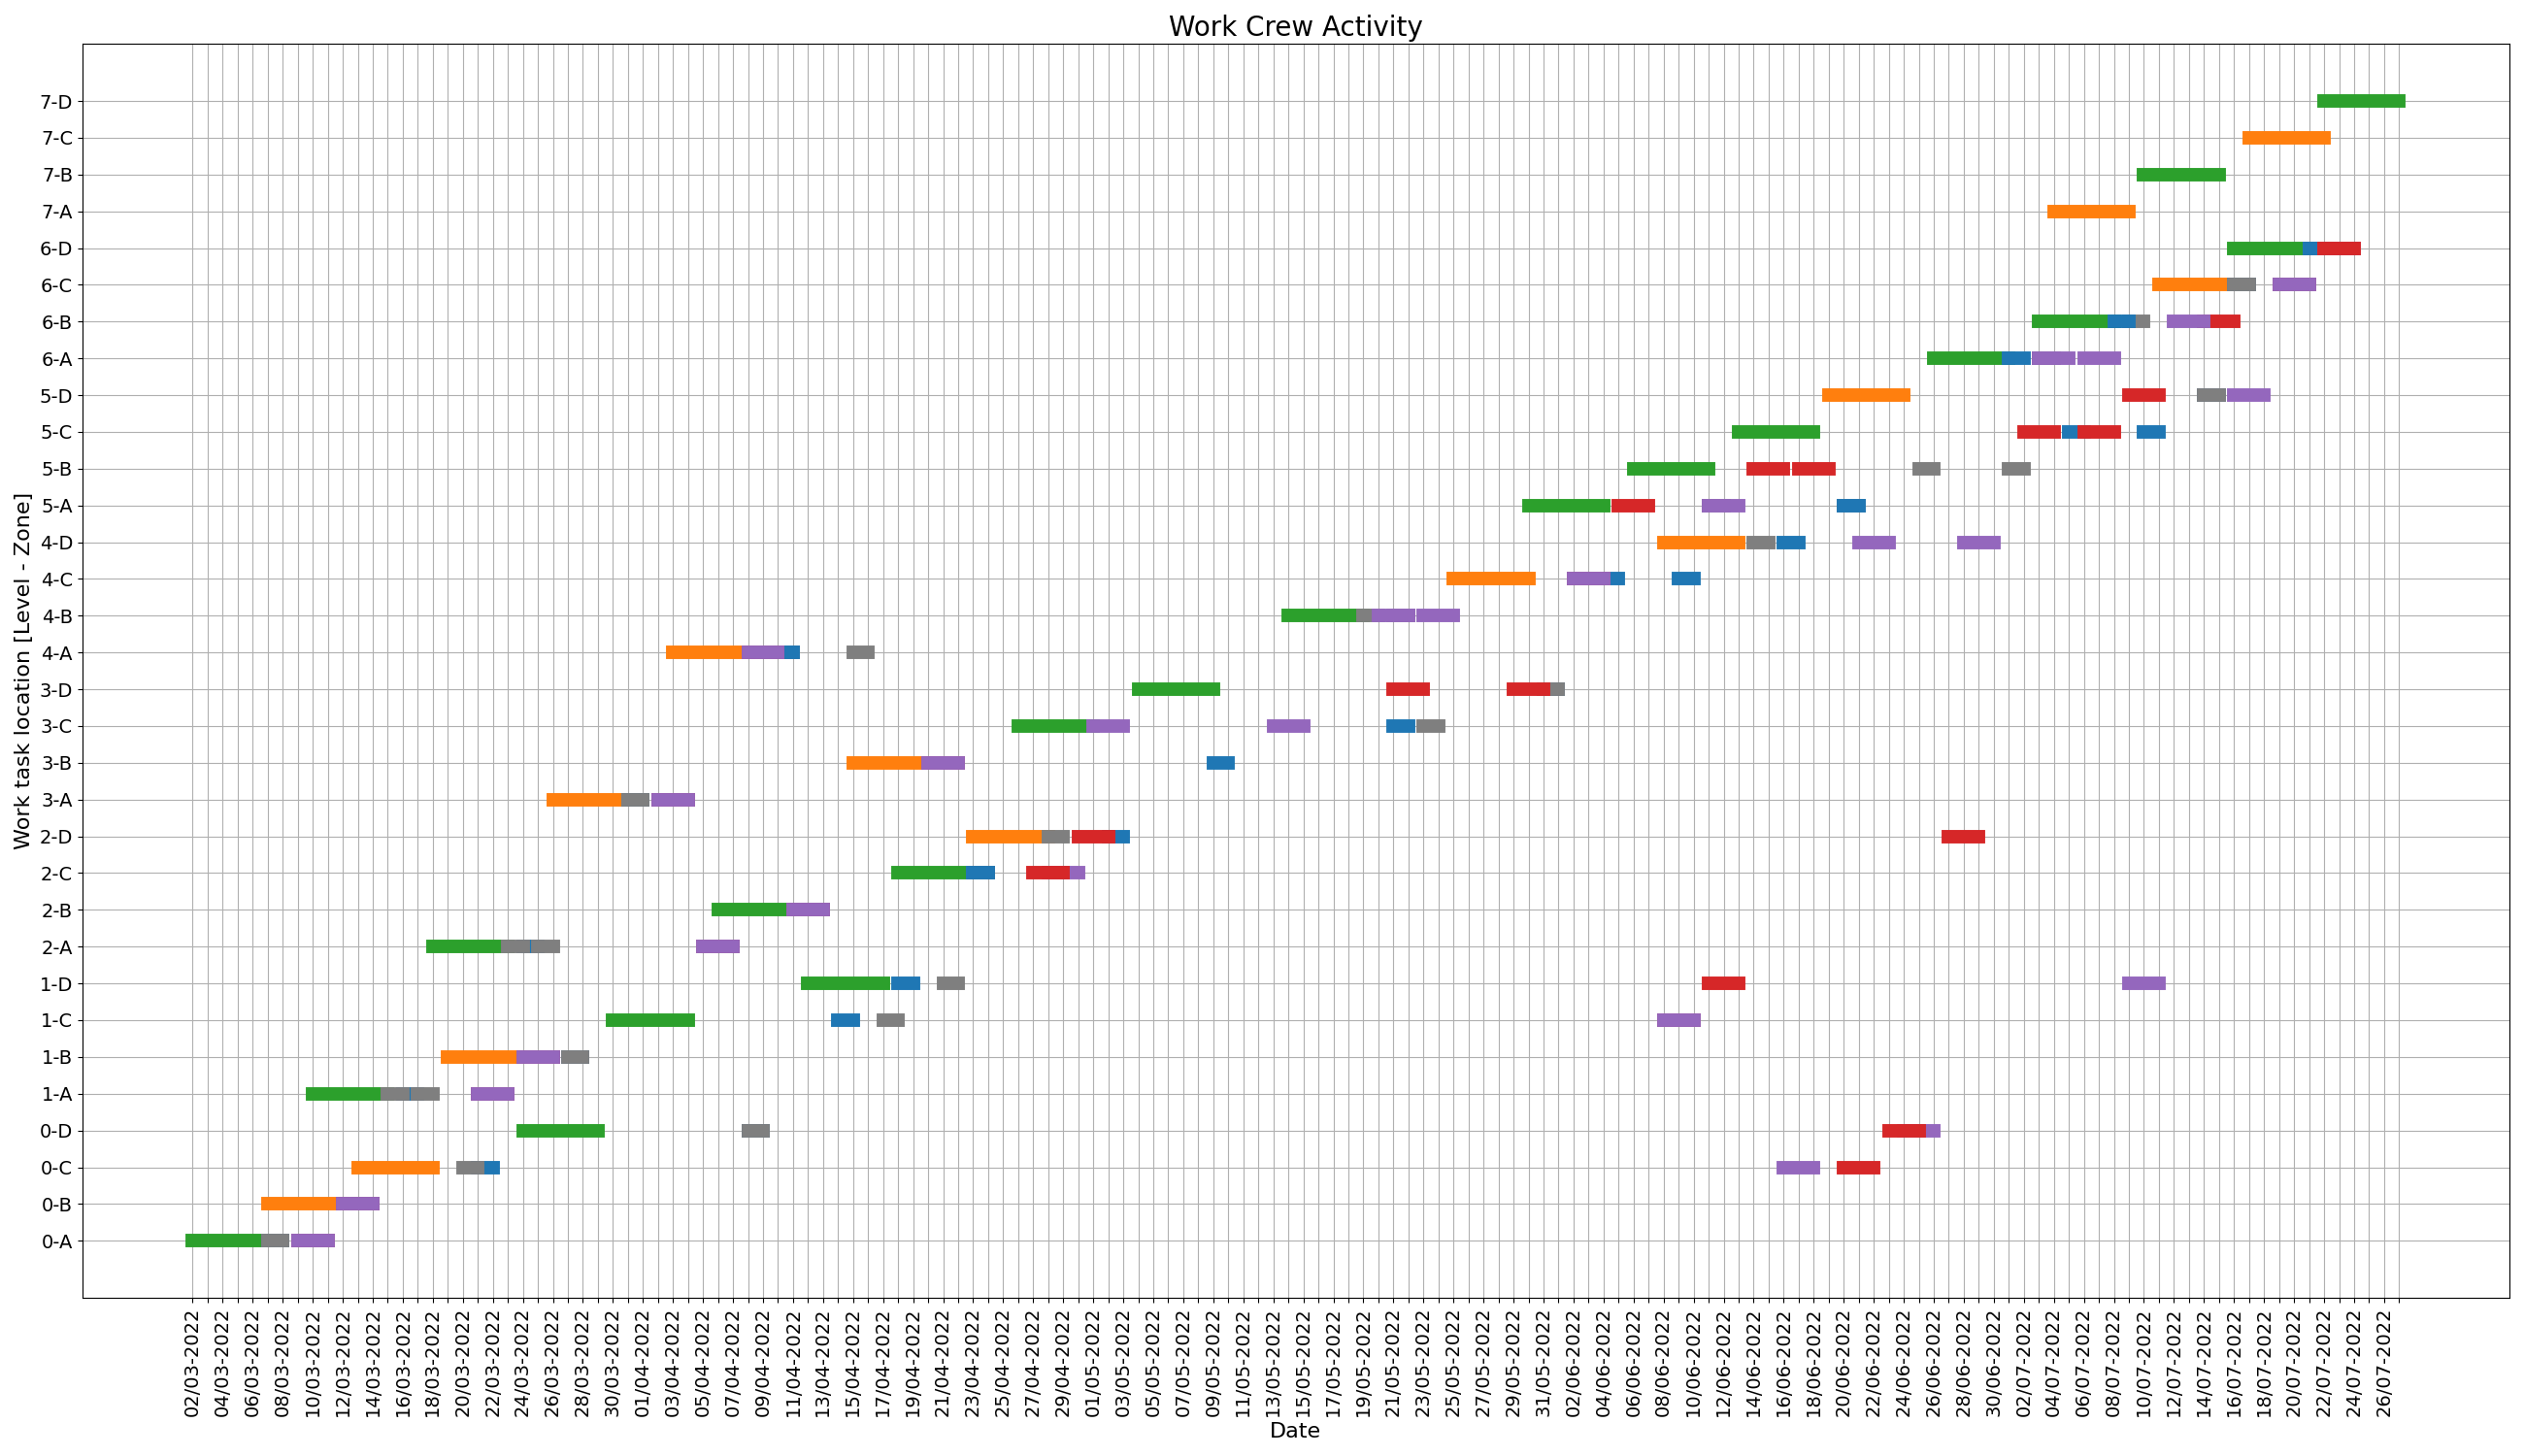 Work Crew Activity
Work task location [Level - Zone]
7-D
7-C
7-B
7-A
6-D
6-C
6-B
6-A
5-D
5-C
5-B
5-A
4-D
4-C
4-B
4-A
3-D
3-C
3-B
3-A
2-D
2-C
2-B
2-A
1-D
1-C
1-B
1-A
0-D
0-C
0-B
0-A
02/03-2022
04/03-2022
06/03-2022
08/03-2022
10/03-2022
12/03-2022
14/03-2022
16/03-2022
18/03-2022
20/03-2022
22/03-2022
24/03-2022
26/03-2022
28/03-2022
30/03-2022
01/04-2022
03/04-2022
05/04-2022
07/04-2022
09/04-2022
11/04-2022
13/04-2022
15/04-2022
17/04-2022
19/04-2022
21/04-2022
23/04-2022
25/04-2022
27/04-2022
29/04-2022
01/05-2022
03/05-2022
05/05-2022
07/05-2022
09/05-2022
11/05-2022
13/05-2022
15/05-2022
17/05-2022
19/05-2022
21/05-2022
23/05-2022
25/05-2022
27/05-2022
29/05-2022
31/05-2022
02/06-2022
04/06-2022
06/06-2022
08/06-2022
10/06-2022
12/06-2022
14/06-2022
16/06-2022
18/06-2022
20/06-2022
22/06-2022
24/06-2022
26/06-2022
28/06-2022
30/06-2022
02/07-2022
04/07-2022
06/07-2022
08/07-2022
10/07-2022
12/07-2022
14/07-2022
16/07-2022
18/07-2022
20/07-2022
22/07-2022
24/07-2022
26/07-2022
Date